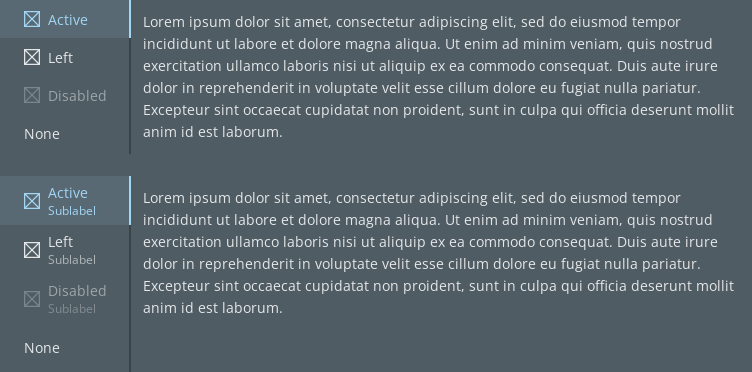 Active
Left
Disabled
None
Lorem ipsum dolor sit amet, consectetur adipiscing elit, sed do eiusmod tempor
incididunt ut labore et dolore magna aliqua. Ut enim ad minim veniam, quis nostrud
exercitation ullamco laboris nisi ut aliquip ex ea commodo consequat. Duis aute irure
dolor in reprehenderit in voluptate velit esse cillum dolore eu fugiat nulla pariatur.
Excepteur sint occaecat cupidatat non proident, sunt in culpa qui officia deserunt mollit
anim id est laborum.
Active
Sublabel
Left
Sublabel
Disabled
Sublabel
None
Lorem ipsum dolor sit amet, consectetur adipiscing elit, sed do eiusmod tempor
incididunt ut labore et dolore magna aliqua. Ut enim ad minim veniam, quis nostrud
exercitation ullamco laboris nisi ut aliquip ex ea commodo consequat. Duis aute irure
dolor in reprehenderit in voluptate velit esse cillum dolore eu fugiat nulla pariatur.
Excepteur sint occaecat cupidatat non proident, sunt in culpa qui officia deserunt mollit
anim id est laborum.